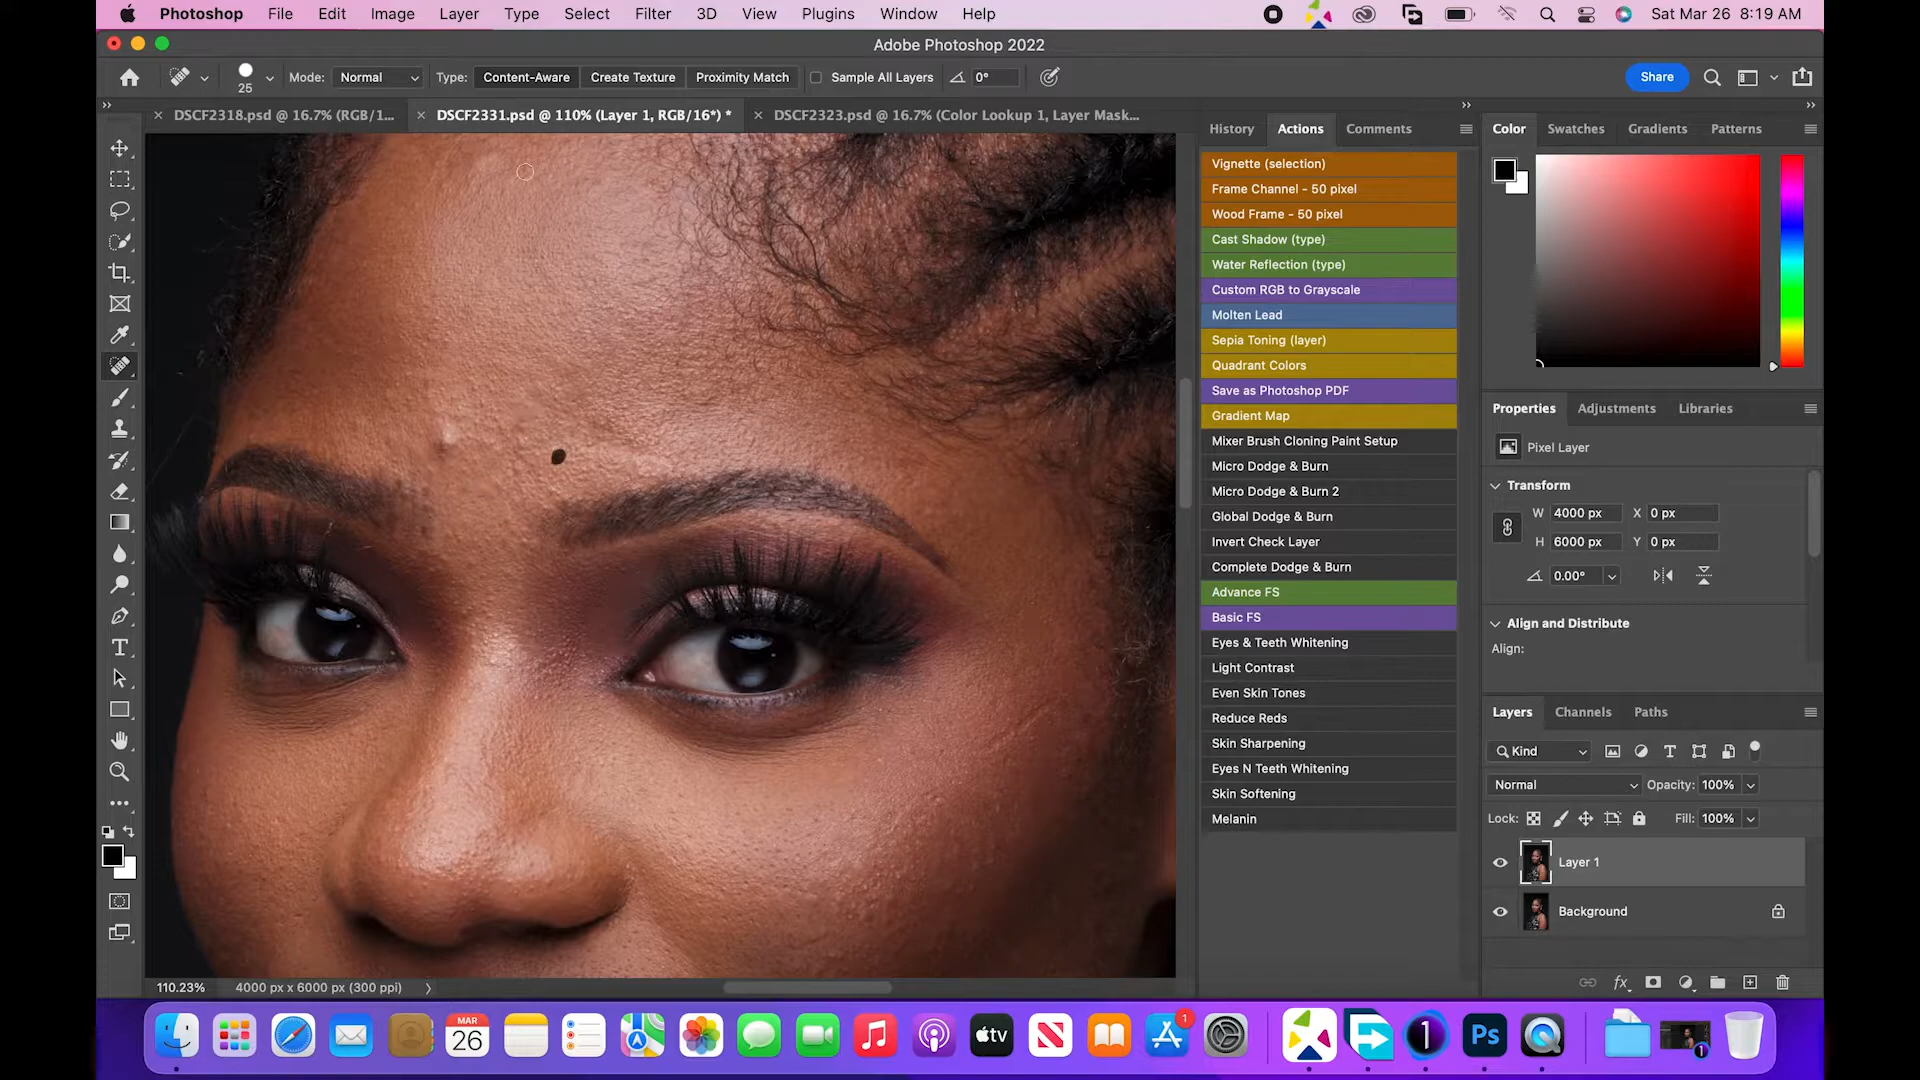 Photoshop File Edit Image Layer Type Select Filter 3D View Plugins Window Help Sat Mar 26 8:19 AM
Adobe Photoshop 2022
25 Mode: Normal Type: Content-Aware Create Texture Proximity Match Sample All Layers 0° Share
DSCF2318.psd @ 16.7% (RGB/1... DSCF2331.psd @ 110% (Layer 1, RGB/16*) * DSCF2323.psd @ 16.7% (Color Lookup 1, Layer Mask...
History Actions Comments
Vignette (selection)
Frame Channel - 50 pixel
Wood Frame - 50 pixel
Cast Shadow (type)
Water Reflection (type)
Custom RGB to Grayscale
Molten Lead
Sepia Toning (layer)
Quadrant Colors
Save as Photoshop PDF
Gradient Map
Mixer Brush Cloning Paint Setup
Micro Dodge & Burn
Micro Dodge & Burn 2
Global Dodge & Burn
Invert Check Layer
Complete Dodge & Burn
Advance FS
Basic FS
Eyes & Teeth Whitening
Light Contrast
Even Skin Tones
Reduce Reds
Skin Sharpening
Eyes N Teeth Whitening
Skin Softening
Melanin
Color Swatches Gradients Patterns
Properties Adjustments Libraries
Pixel Layer
Transform
W 4000 px X 0 px
H 6000 px Y 0 px
0.00°
Align and Distribute
Align:
Layers Channels Paths
Kind
Normal Opacity: 100%
Lock: Fill: 100%
Layer 1
Background
110.23% 4000 px x 6000 px (300 ppi)
MAR
26
tv
1
Ps
1
1